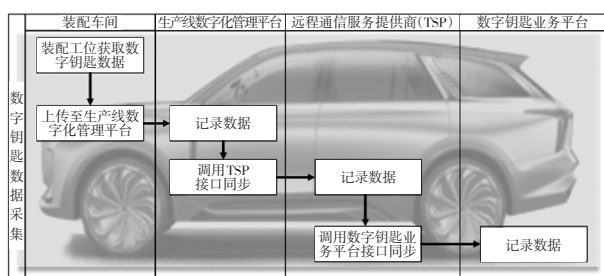 装配车间 生产线数字化管理平台 远程通信服务提供商(TSP) 数字钥匙业务平台
数字钥匙数据采集
装配工位获取数
字钥匙数据
上传至生产线数
字化管理平台
记录数据
调用TSP
接口同步
记录数据
调用数字钥匙业
务平台接口同步
记录数据